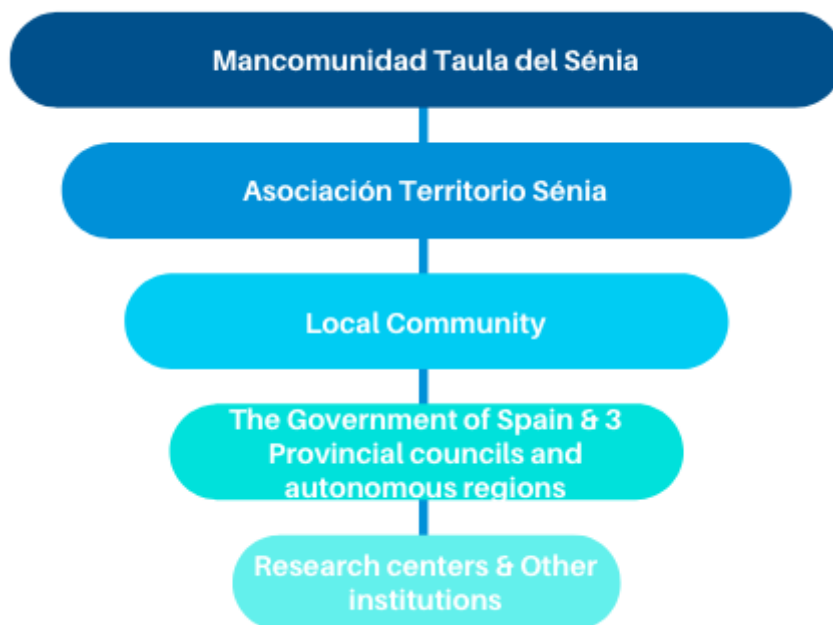 Mancomunidad Taula del Sénia
Asociación Territorio Sénia
Local Community
The Government of Spain & 3
Provincial councils and
autonomous regions
Research centers & Other
institutions